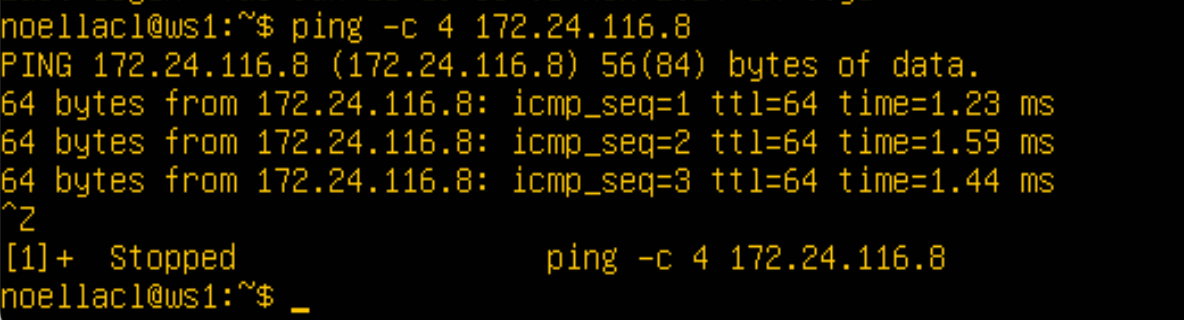 noellacl@ws1:~$ ping -c 4 172.24.116.8
PING 172.24.116.8 (172.24.116.8) 56(84) bytes of data.
64 bytes from 172.24.116.8: icmp_seq=1 ttl=64 time=1.23 ms
64 bytes from 172.24.116.8: icmp_seq=2 ttl=64 time=1.59 ms
64 bytes from 172.24.116.8: icmp_seq=3 ttl=64 time=1.44 ms
^Z
[1]+  Stopped                 ping -c 4 172.24.116.8
noellacl@ws1:~$ _